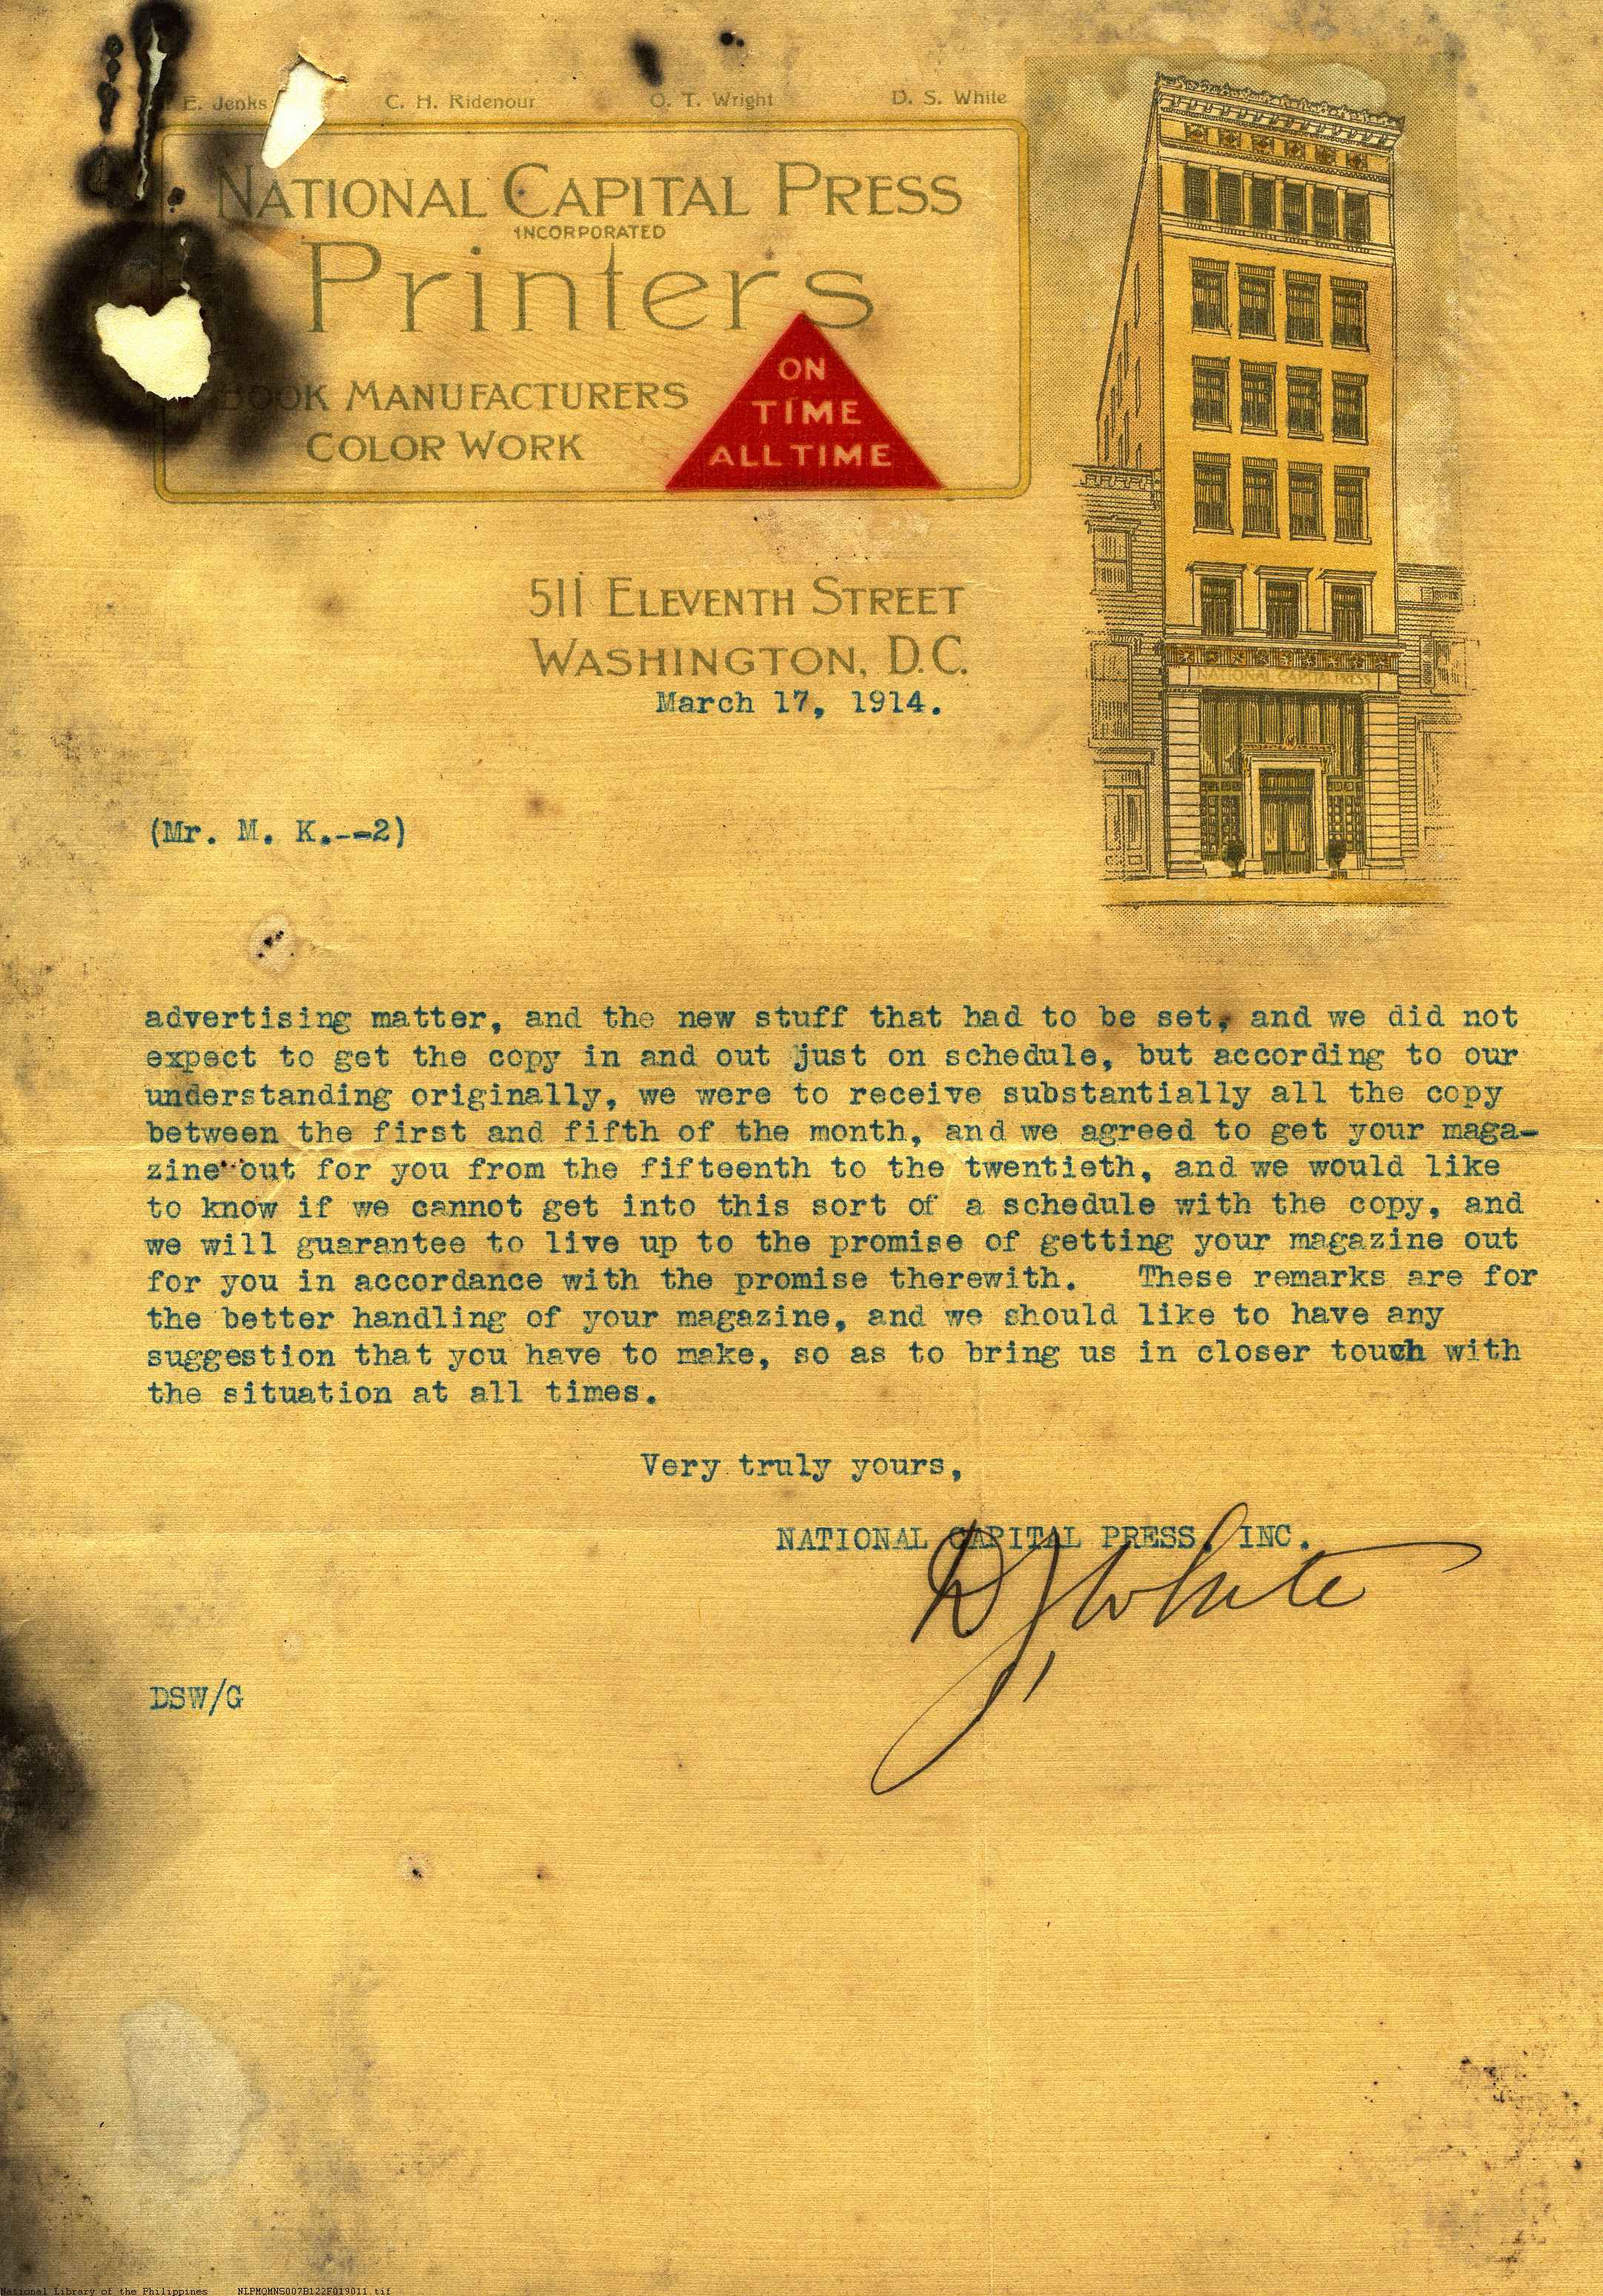 E. Jenks C. H. Ridenour O. T. Wright D. S. White
NATIONAL CAPITAL PRESS
INCORPORATED
Printers
BOOK MANUFACTURERS
COLOR WORK
ON
TIME
ALL TIME
511 ELEVENTH STREET
WASHINGTON, D.C.
NATIONAL CAPITAL PRESS
March 17, 1914.
(Mr. M. K.--2)
advertising matter, and the new stuff that had to be set, and we did not
expect to get the copy in and out just on schedule, but according to our
understanding originally, we were to receive substantially all the copy
between the first and fifth of the month, and we agreed to get your maga-
zine out for you from the fifteenth to the twentieth, and we would like
to know if we cannot get into this sort of a schedule with the copy, and
we will guarantee to live up to the promise of getting your magazine out
for you in accordance with the promise therewith. These remarks are for
the better handling of your magazine, and we should like to have any
suggestion that you have to make, so as to bring us in closer touch with
the situation at all times.
Very truly yours,
NATIONAL CAPITAL PRESS, INC.
D S White
DSW/G
National Library of the Philippines NLPMQMNS007B122F019011.tif